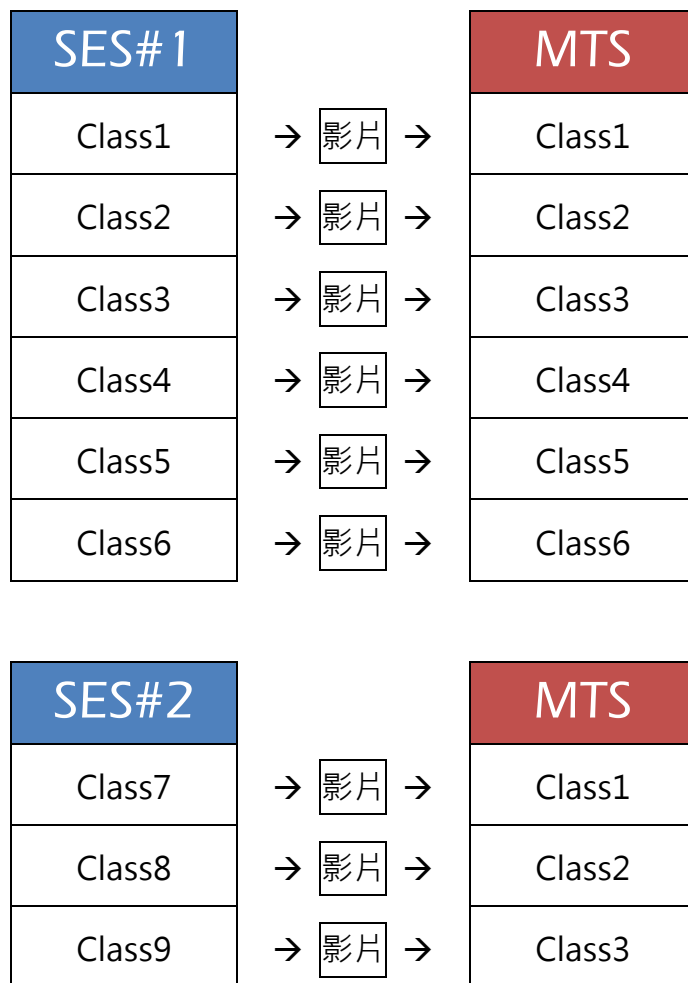 SES#1 MTS
Class1 → 影片 → Class1
Class2 → 影片 → Class2
Class3 → 影片 → Class3
Class4 → 影片 → Class4
Class5 → 影片 → Class5
Class6 → 影片 → Class6
SES#2 MTS
Class7 → 影片 → Class1
Class8 → 影片 → Class2
Class9 → 影片 → Class3